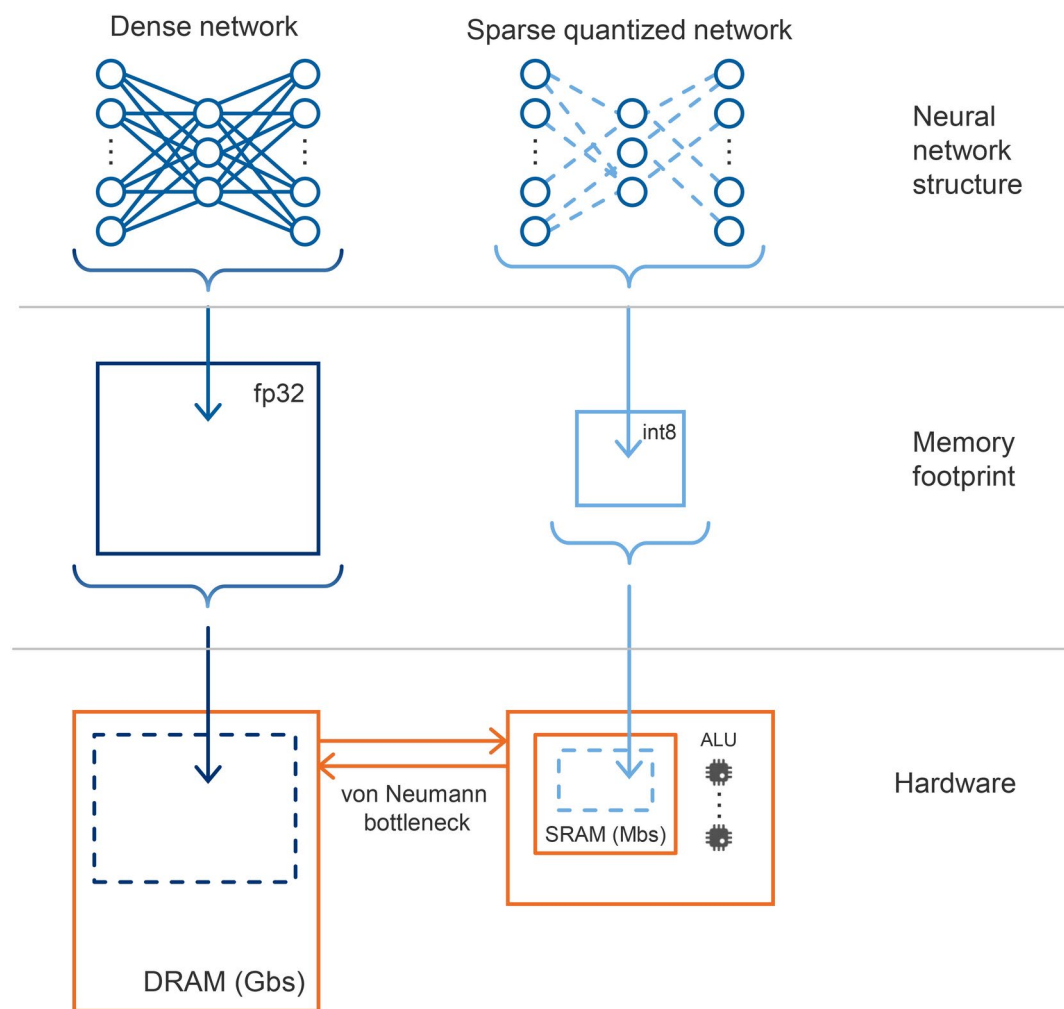 Dense network
Sparse quantized network
Neural
network
structure
fp32
int8
Memory
footprint
ALU
von Neumann
bottleneck
SRAM (Mbs)
Hardware
DRAM (Gbs)